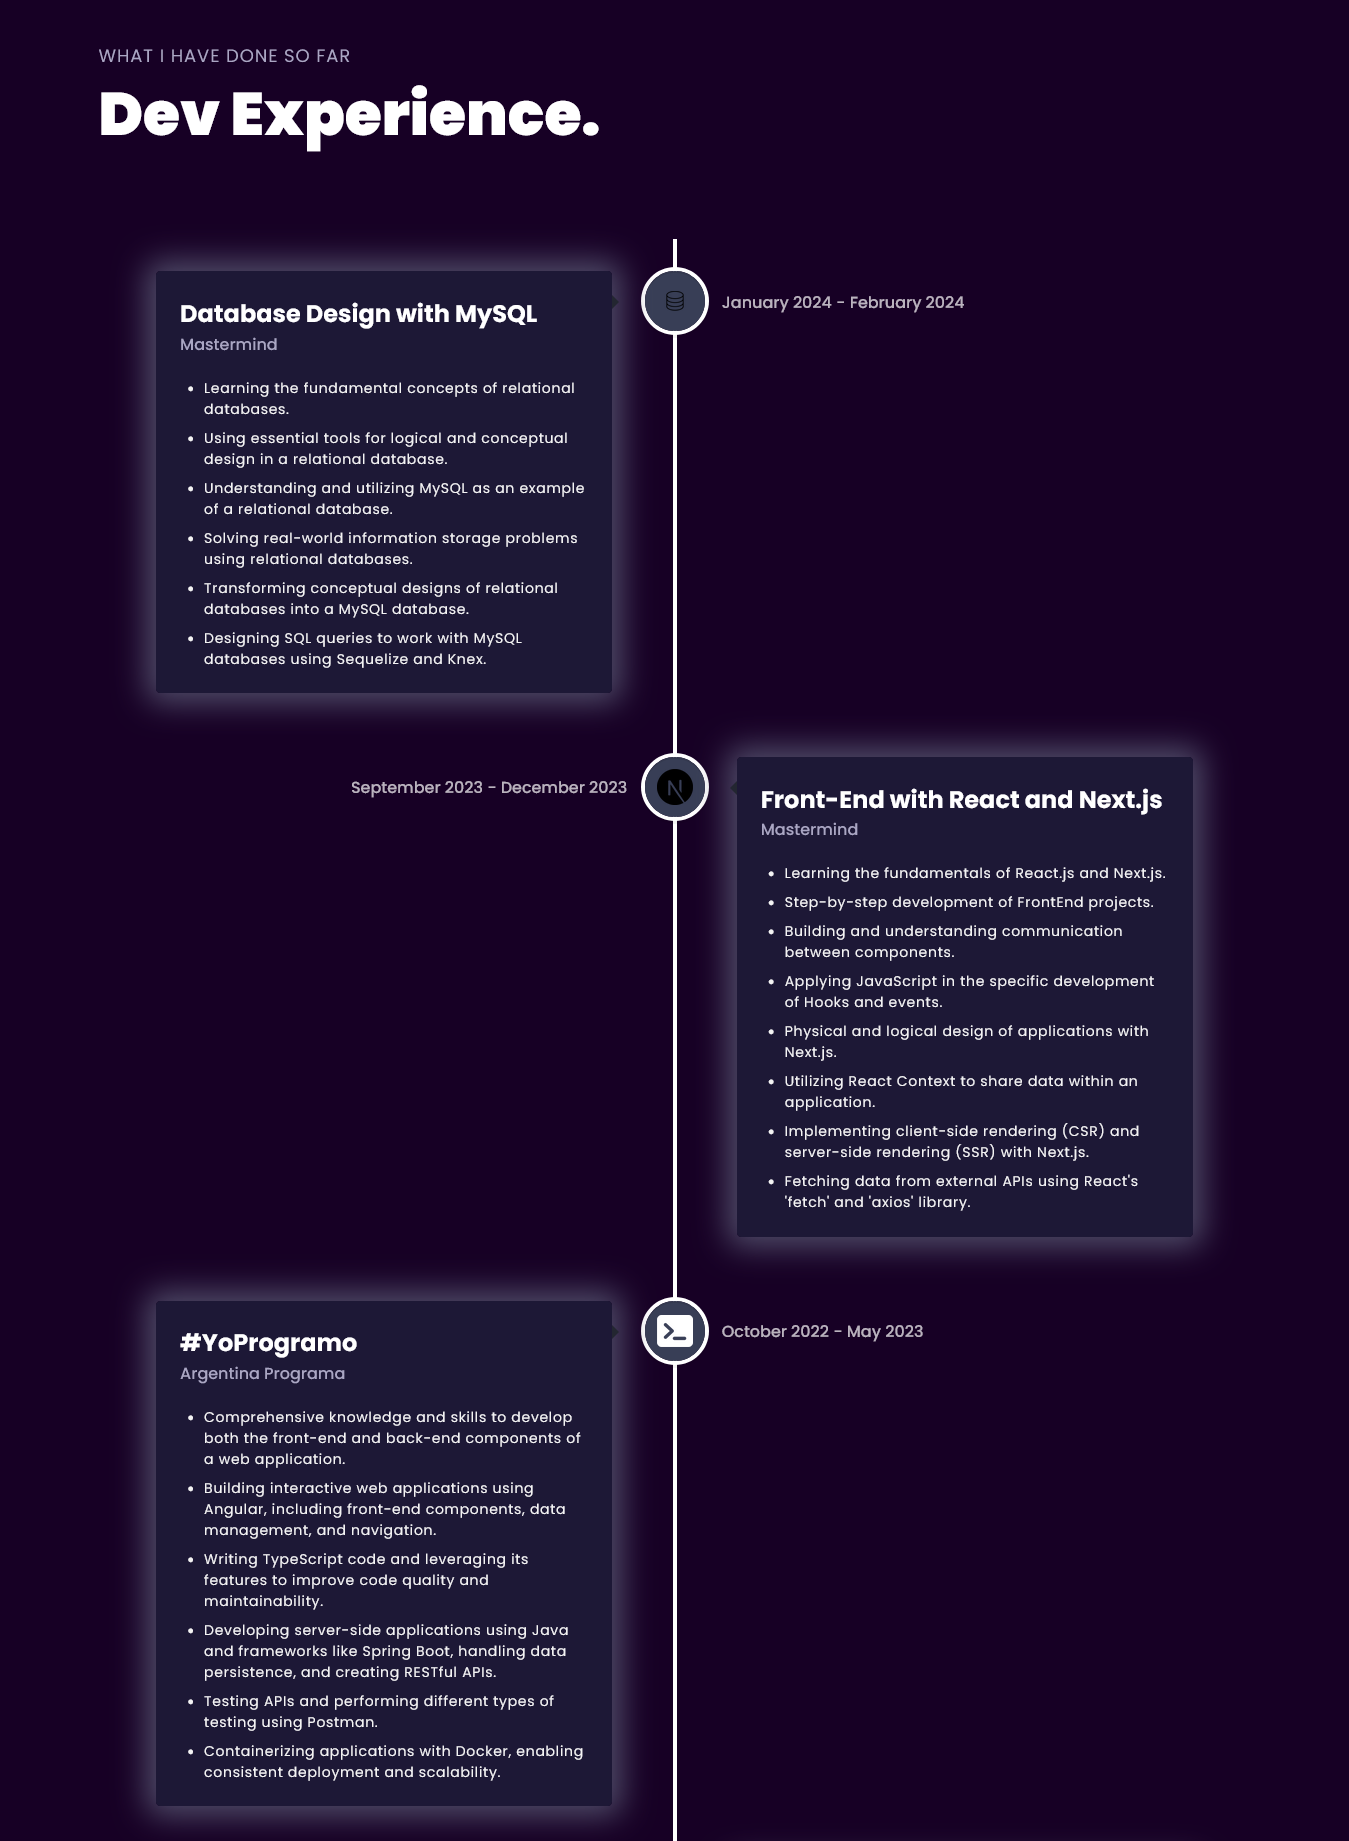 WHAT I HAVE DONE SO FAR
Dev Experience.
Database Design with MySQL
Mastermind
• Learning the fundamental concepts of relational
databases.
• Using essential tools for logical and conceptual
design in a relational database.
• Understanding and utilizing MySQL as an example
of a relational database.
• Solving real-world information storage problems
using relational databases.
• Transforming conceptual designs of relational
databases into a MySQL database.
• Designing SQL queries to work with MySQL
databases using Sequelize and Knex.
January 2024 - February 2024
September 2023 - December 2023
Front-End with React and Next.js
Mastermind
• Learning the fundamentals of React.js and Next.js.
• Step-by-step development of FrontEnd projects.
• Building and understanding communication
between components.
• Applying JavaScript in the specific development
of Hooks and events.
• Physical and logical design of applications with
Next.js.
• Utilizing React Context to share data within an
application.
• Implementing client-side rendering (CSR) and
server-side rendering (SSR) with Next.js.
• Fetching data from external APIs using React's
'fetch' and 'axios' library.
#YoProgramo
Argentina Programa
• Comprehensive knowledge and skills to develop
both the front-end and back-end components of
a web application.
• Building interactive web applications using
Angular, including front-end components, data
management, and navigation.
• Writing TypeScript code and leveraging its
features to improve code quality and
maintainability.
• Developing server-side applications using Java
and frameworks like Spring Boot, handling data
persistence, and creating RESTful APIs.
• Testing APIs and performing different types of
testing using Postman.
• Containerizing applications with Docker, enabling
consistent deployment and scalability.
October 2022 - May 2023